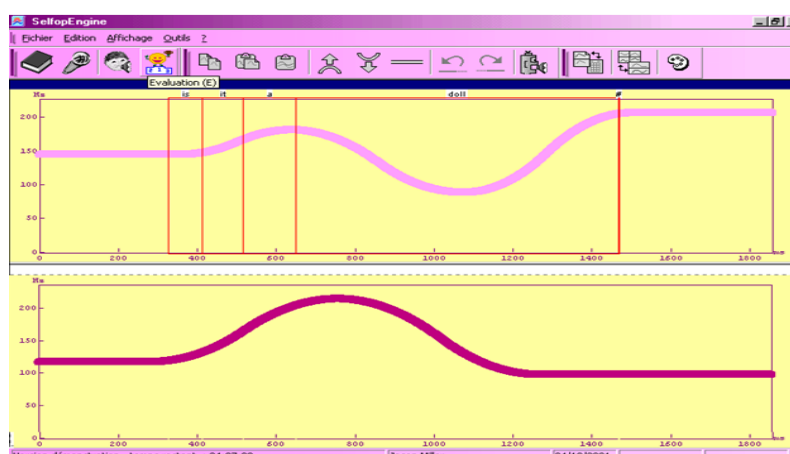 SelfopEngine
Fichier Edition Affichage Outils ?
Evaluation (E)
Hz is it a doll #
200
150
100
50
0
0 200 400 600 800 1000 1200 1400 1600 1800 ms
Hz
200
150
100
50
0
0 200 400 600 800 1000 1200 1400 1600 1800 ms